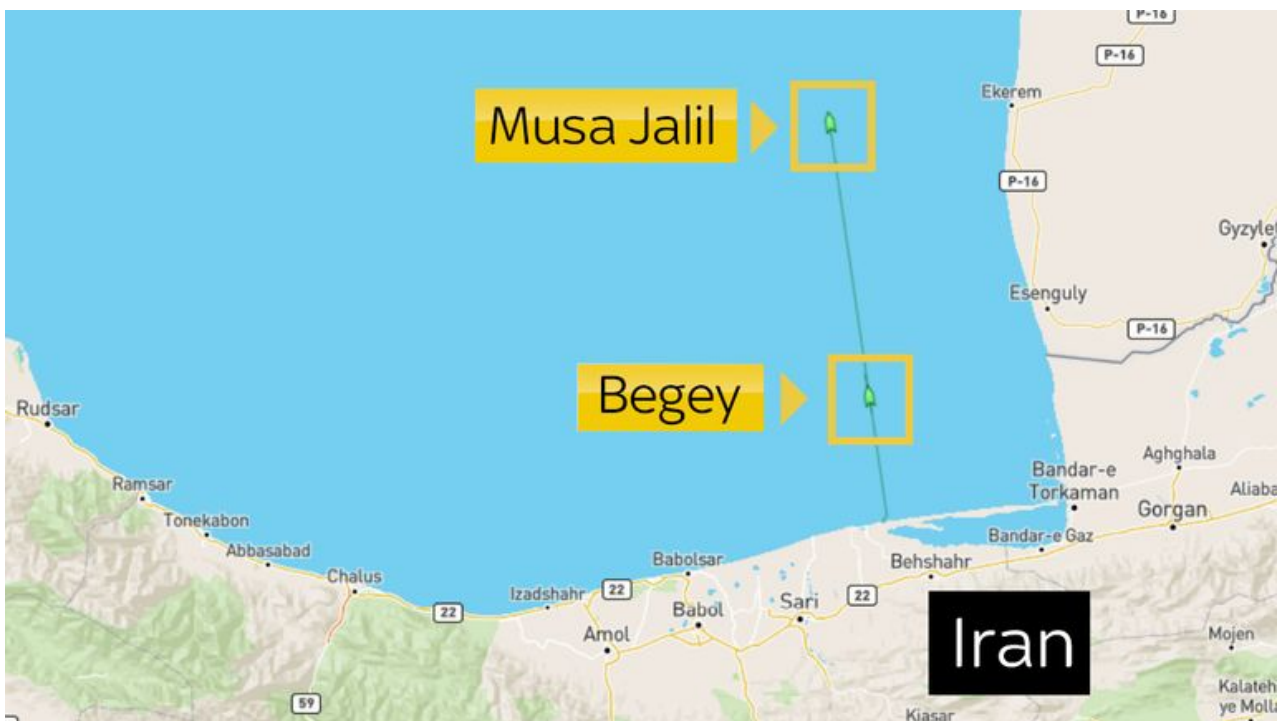 P-16
P-16
Ekerem
Musa Jalil
P-16
Gyzylet
Esenguly
P-16
Begey
Rudsar
Aghghala
Bandar-e
Torkaman
Ramsar
Aliaba
Gorgan
Tonekabon
Bandar-e Gaz
Abbasabad
Babolsar
Behshahr
Chalus
Izadshahr
22
22
22
Babol
Sari
Amol
Iran
Mojen
59
Kalateh
ye Molla
Kiasar